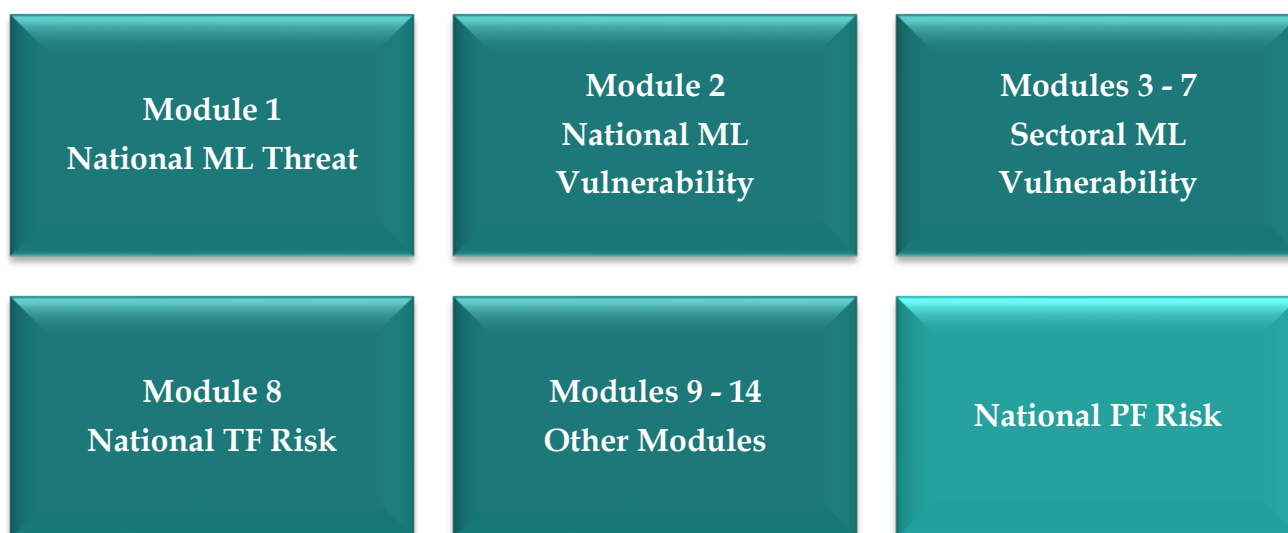 Module 1
National ML Threat
Module 2
National ML
Vulnerability
Modules 3 - 7
Sectoral ML
Vulnerability
Module 8
National TF Risk
Modules 9 - 14
Other Modules
National PF Risk